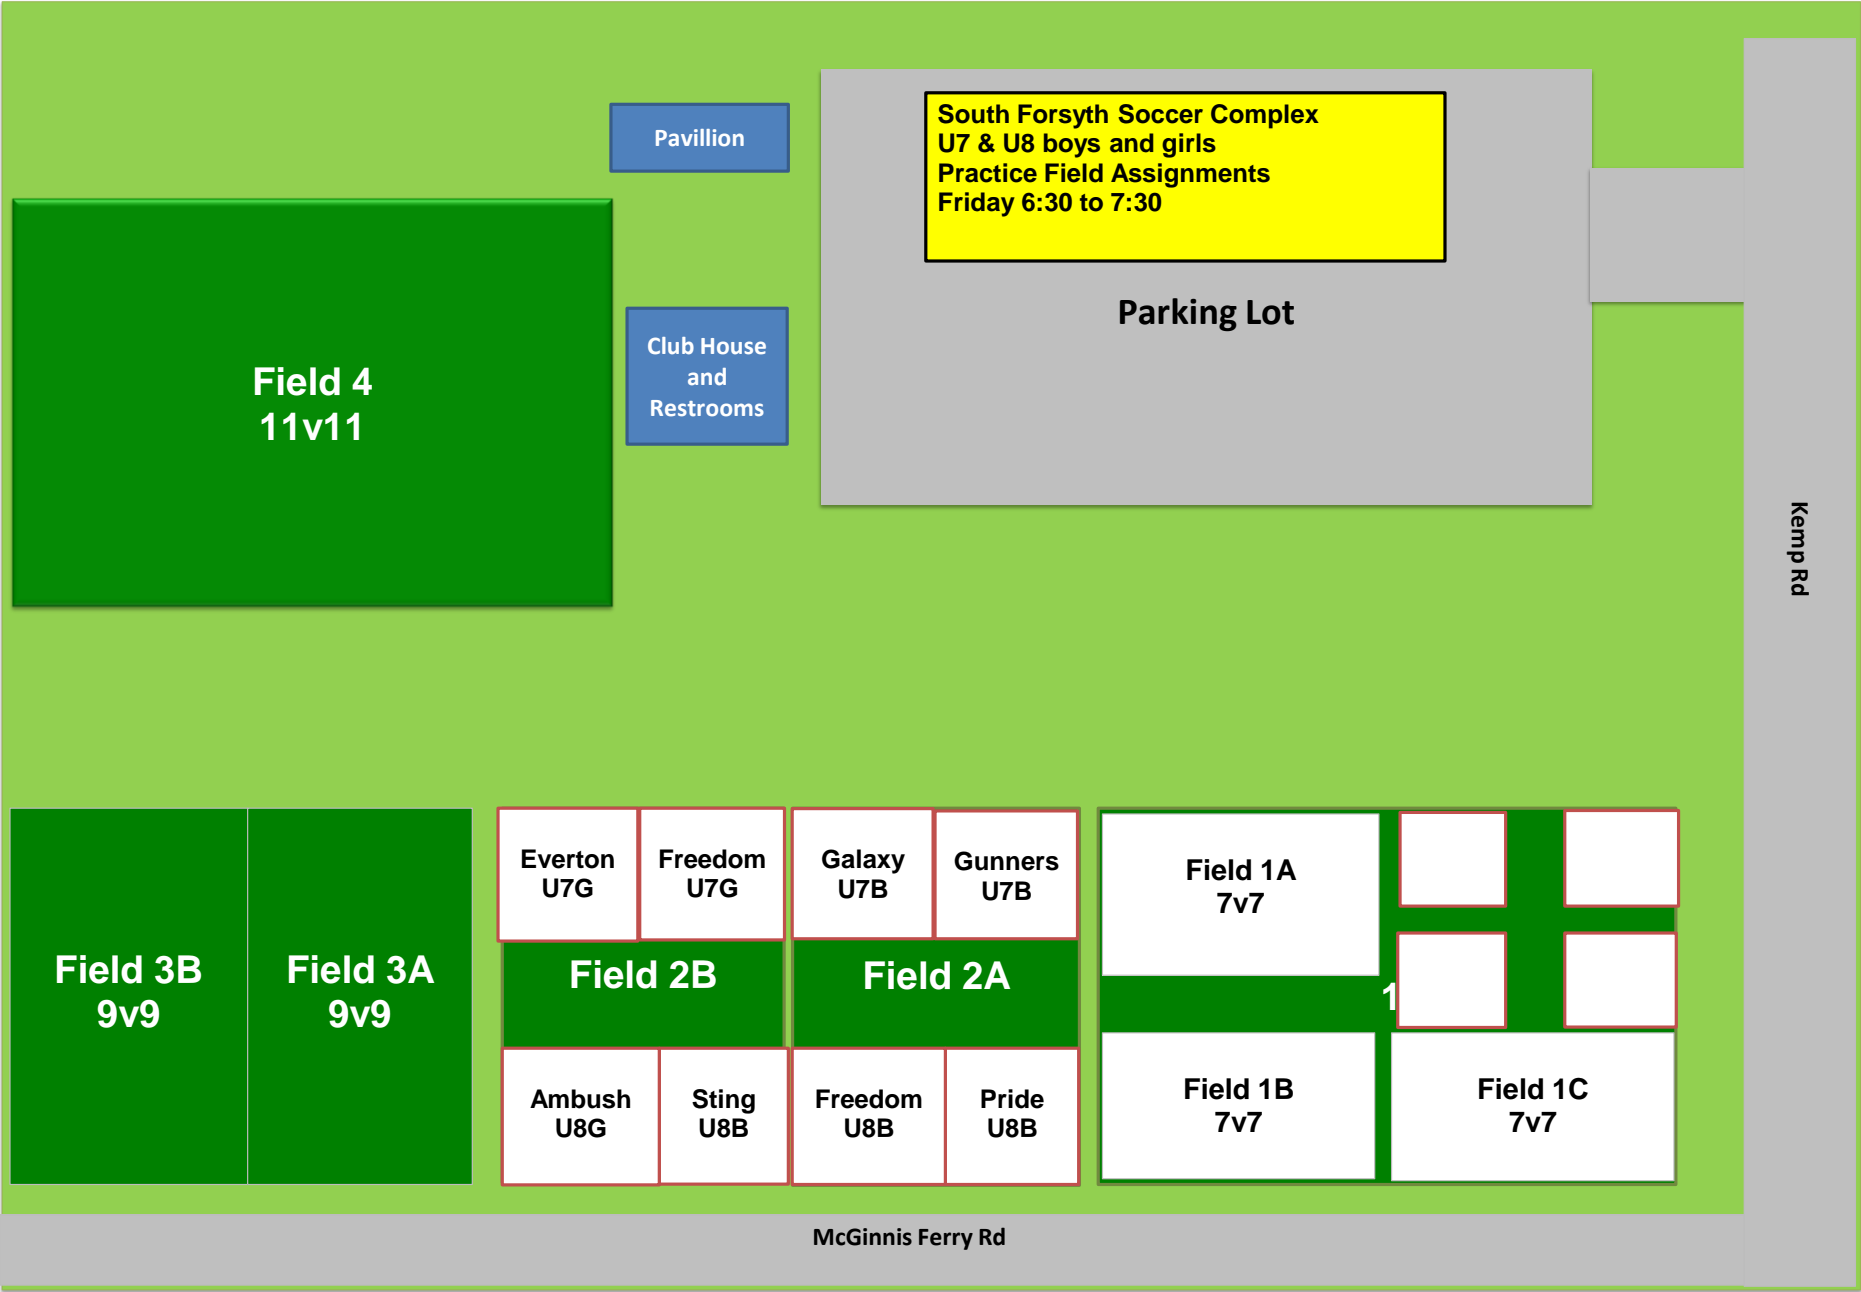 South Forsyth Soccer Complex
U7 & U8 boys and girls
Practice Field Assignments
Friday 6:30 to 7:30
Pavillion
Parking Lot
Club House
and
Restrooms
Field 4
11v11
Kemp Rd
Everton
U7G
Freedom
U7G
Galaxy
U7B
Gunners
U7B
Field 1A
7v7
Field 3B
9v9
Field 3A
9v9
Field 2B
Field 2A
1
Ambush
U8G
Sting
U8B
Freedom
U8B
Pride
U8B
Field 1B
7v7
Field 1C
7v7
McGinnis Ferry Rd